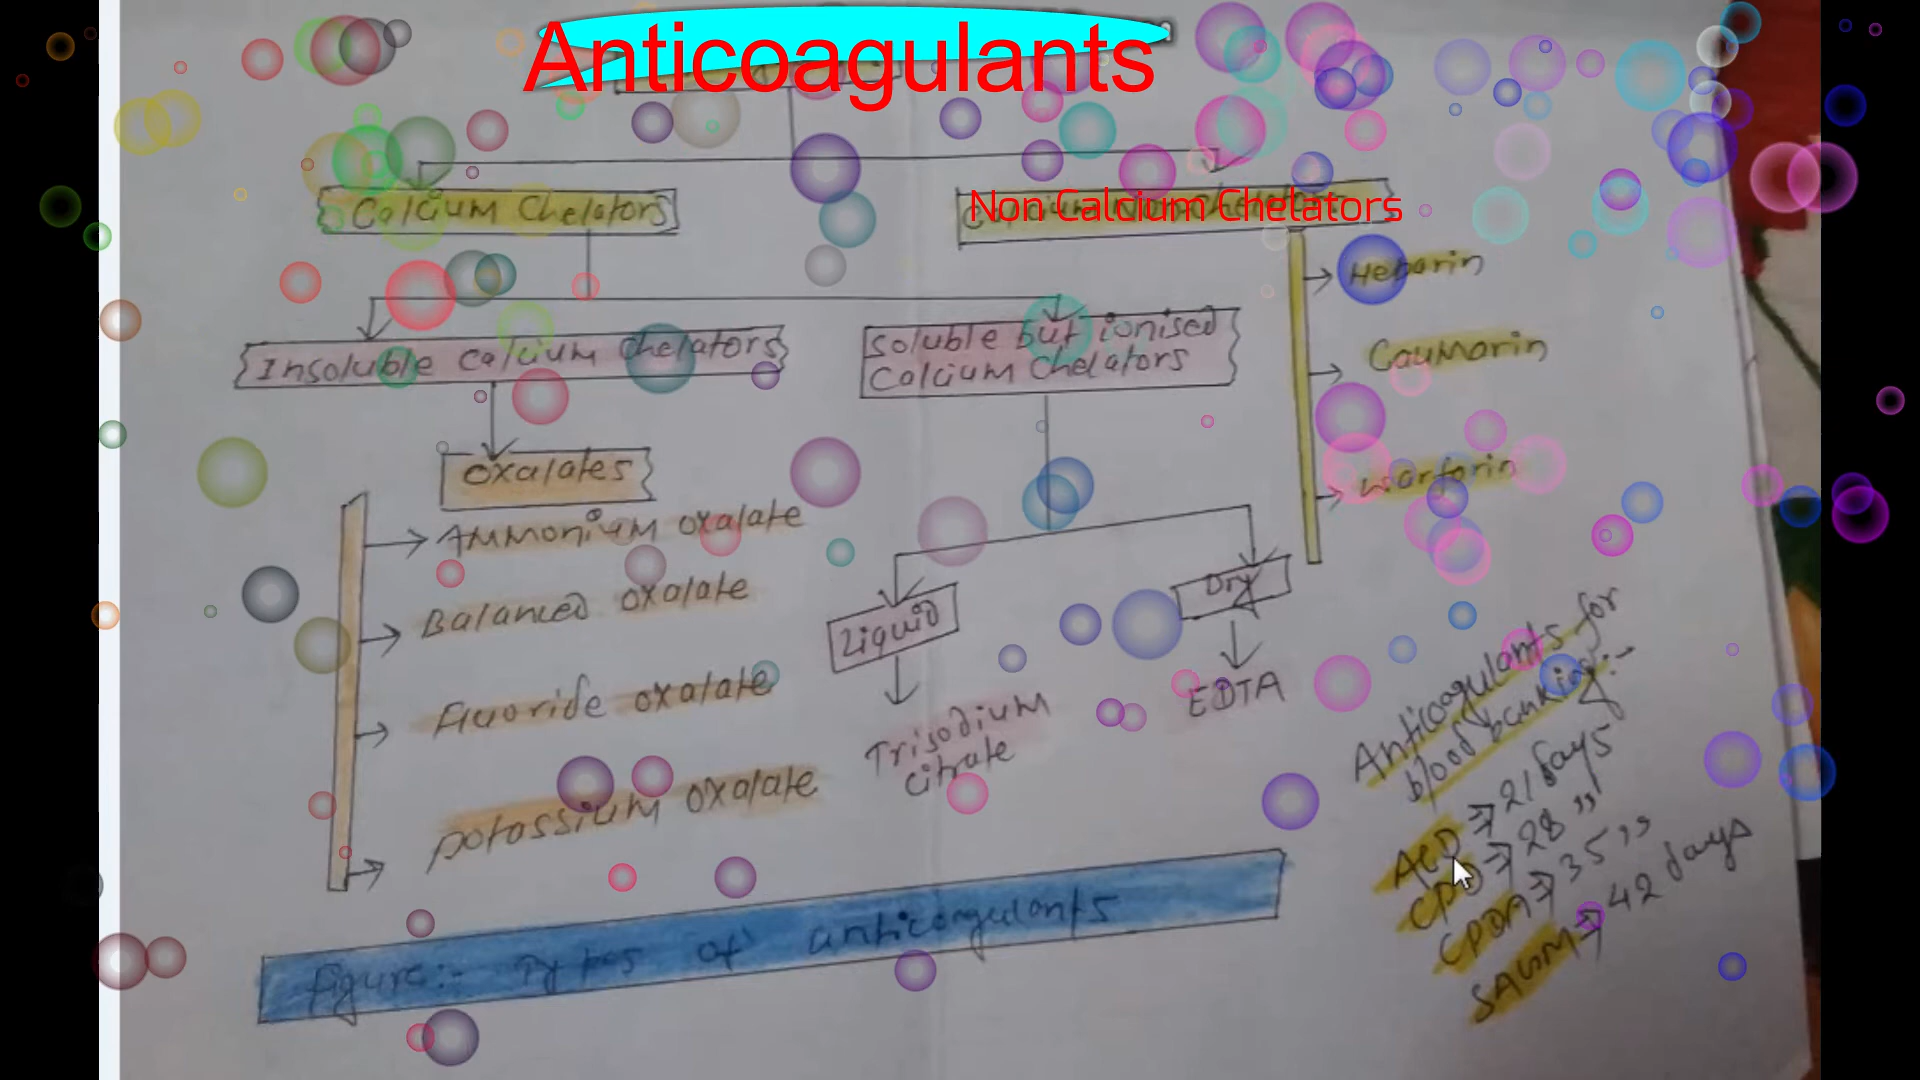 Anticoagulants
Calcium Chelators
Non Calcium Chelators
Heparin
Caumarin
Warfarin
Insoluble Calcium Chelators
Soluble but ionised
Calcium Chelators
Oxalates
Ammonium oxalate
Balanced oxalate
Fluoride oxalate
potassium oxalate
Liquid
Dry
Trisodium
Citrate
EDTA
Anticoagulants for
blood banking:-
ACD ⇒ 21 days
CPD ⇒ 28 "
CPDA ⇒ 35 "
SAGM ⇒ 42 days
figure:- Types of anticoagulants